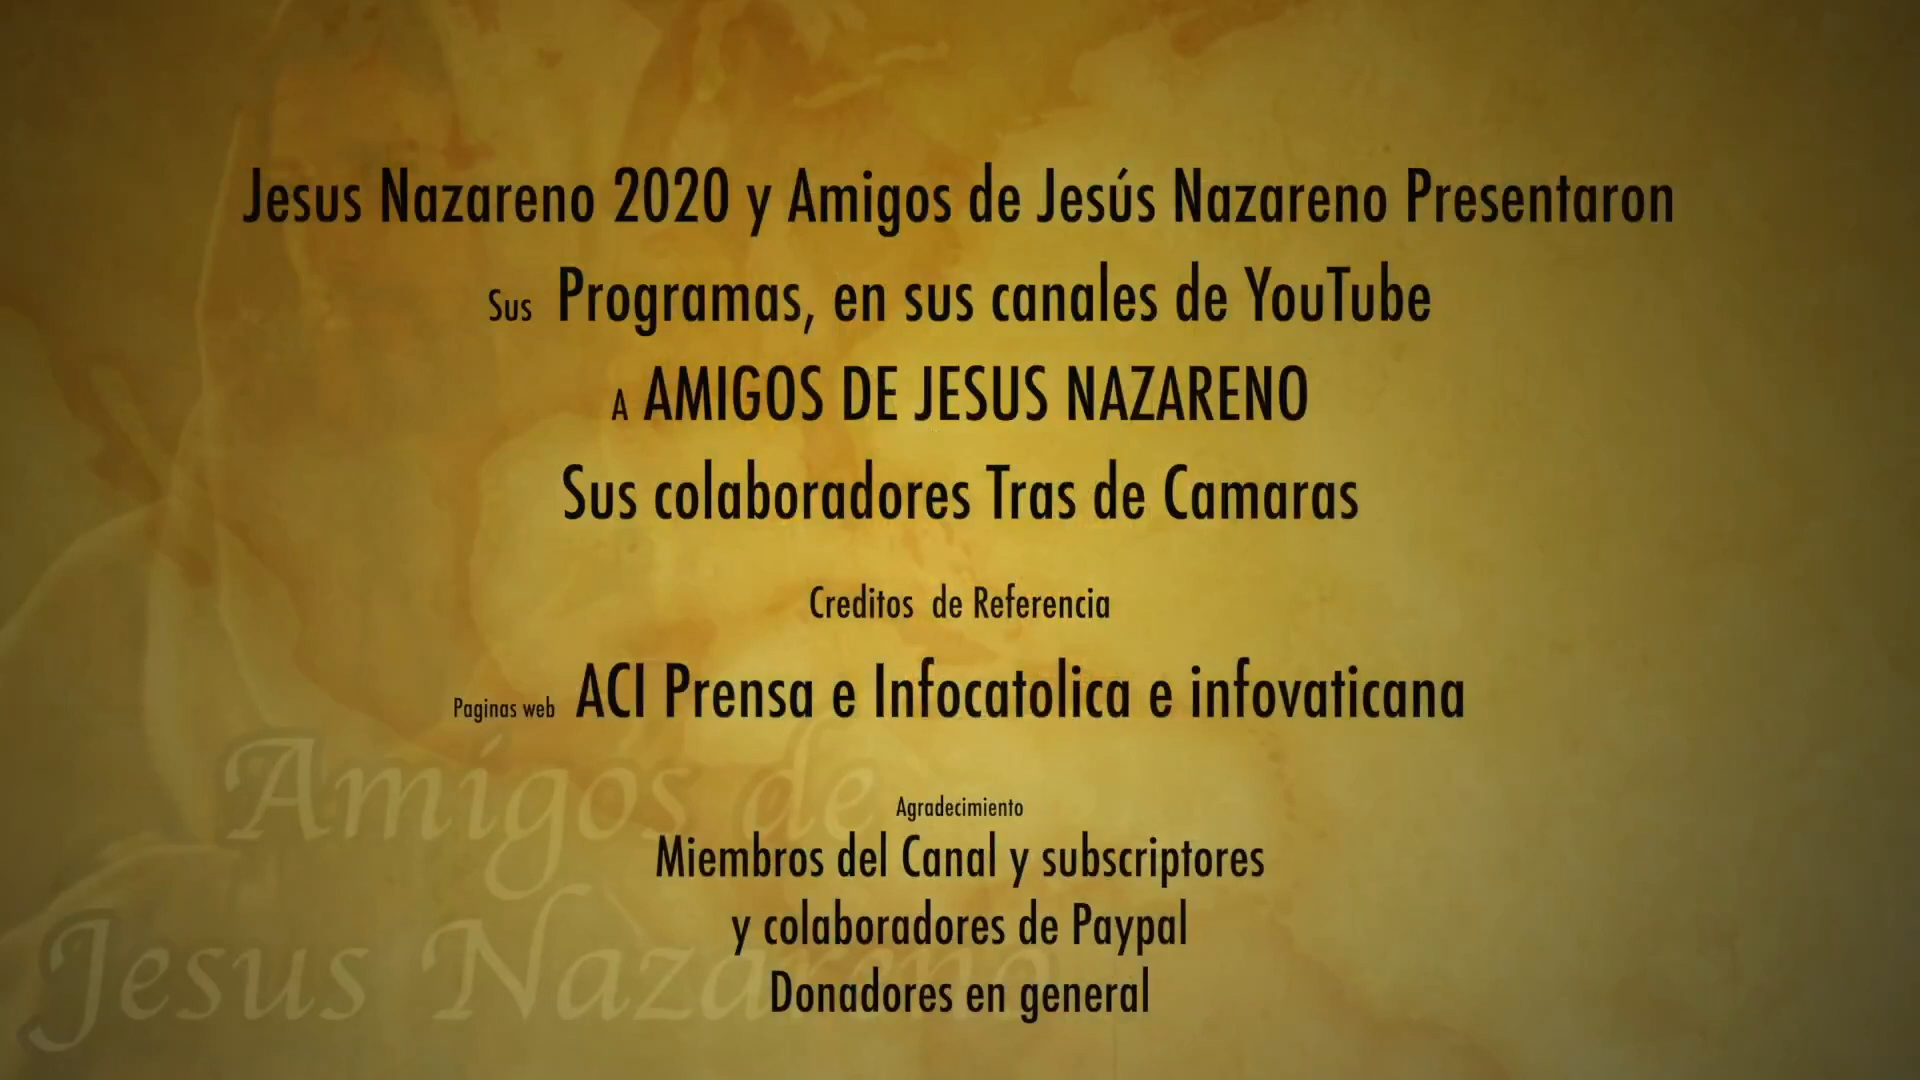 Jesus Nazareno 2020 y Amigos de Jesús Nazareno Presentaron
Sus Programas, en sus canales de YouTube
A AMIGOS DE JESUS NAZARENO
Sus colaboradores Tras de Camaras
Creditos de Referencia
Paginas web ACI Prensa e Infocatolica e infovaticana
Agradecimiento
Miembros del Canal y subscriptores
y colaboradores de Paypal
Donadores en general
Amigos de
Jesus Nazareno